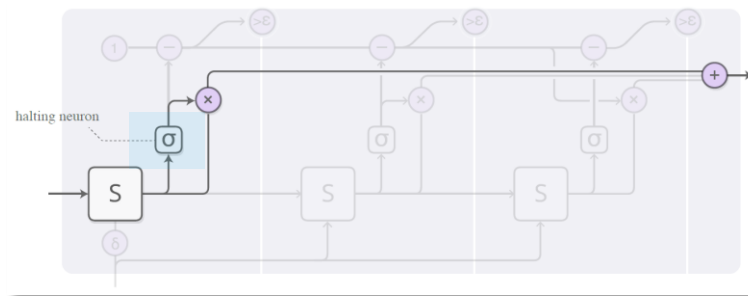 >ε >ε >ε
1 − − −
+
× × ×
halting neuron
σ σ σ
S S S
δ